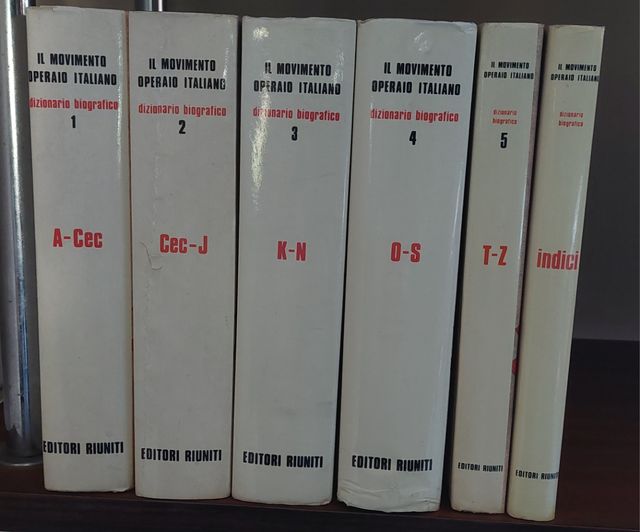 IL MOVIMENTO
OPERAIO ITALIANO
dizionario biografico
1
A-Cec
EDITORI RIUNITI
IL MOVIMENTO
OPERAIO ITALIANO
dizionario biografico
2
Cec-J
EDITORI RIUNITI
IL MOVIMENTO
OPERAIO ITALIANO
dizionario biografico
3
K-N
EDITORI RIUNITI
IL MOVIMENTO
OPERAIO ITALIANO
dizionario biografico
4
O-S
EDITORI RIUNITI
IL MOVIMENTO
OPERAIO ITALIANO
dizionario
biografico
5
T-Z
EDITORI RIUNITI
IL MOVIMENTO
OPERAIO ITALIANO
dizionario
biografico
indici
EDITORI RIUNITI